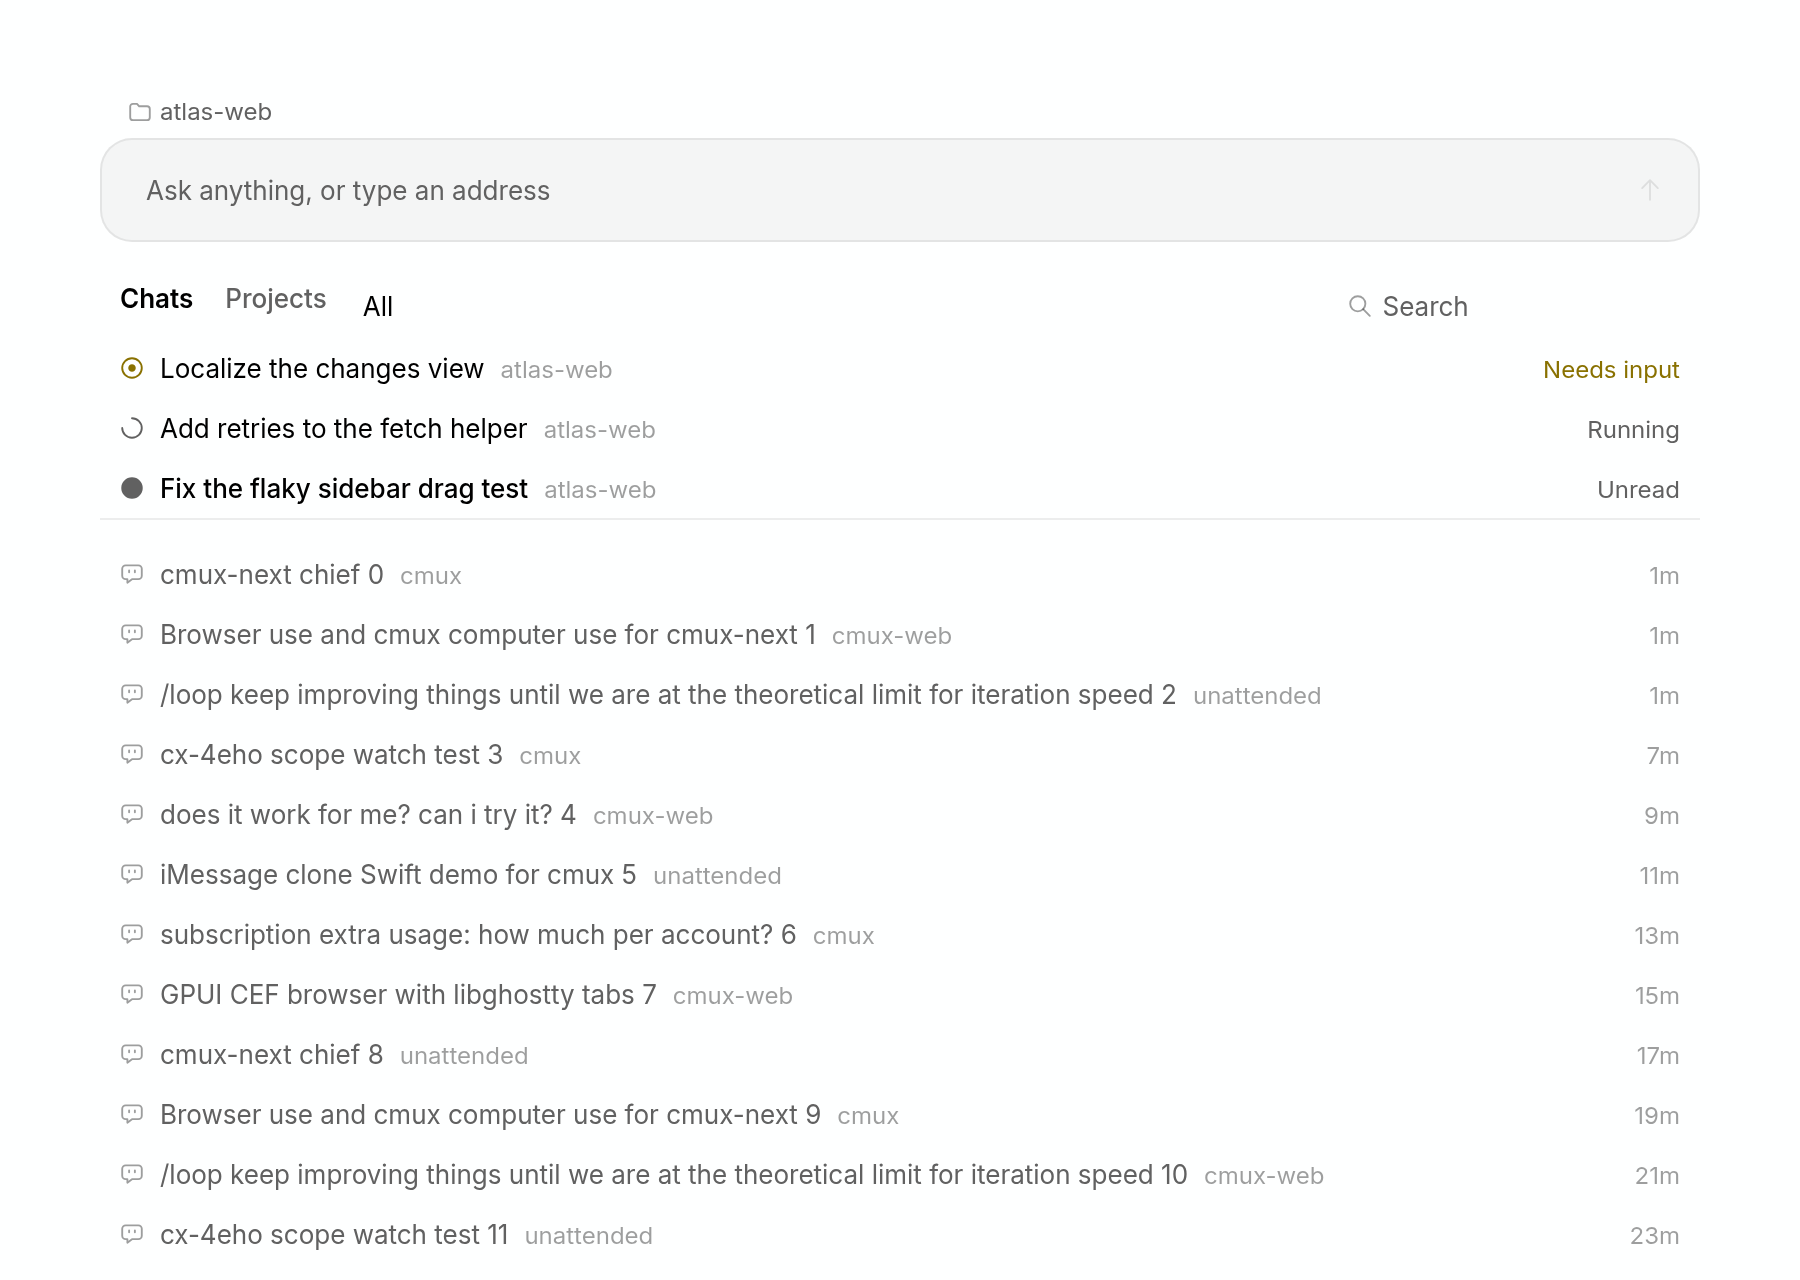 atlas-web
Ask anything, or type an address
Chats Projects All Search
Localize the changes view atlas-web Needs input
Add retries to the fetch helper atlas-web Running
Fix the flaky sidebar drag test atlas-web Unread
cmux-next chief 0 cmux 1m
Browser use and cmux computer use for cmux-next 1 cmux-web 1m
/loop keep improving things until we are at the theoretical limit for iteration speed 2 unattended 1m
cx-4eho scope watch test 3 cmux 7m
does it work for me? can i try it? 4 cmux-web 9m
iMessage clone Swift demo for cmux 5 unattended 11m
subscription extra usage: how much per account? 6 cmux 13m
GPUI CEF browser with libghostty tabs 7 cmux-web 15m
cmux-next chief 8 unattended 17m
Browser use and cmux computer use for cmux-next 9 cmux 19m
/loop keep improving things until we are at the theoretical limit for iteration speed 10 cmux-web 21m
cx-4eho scope watch test 11 unattended 23m